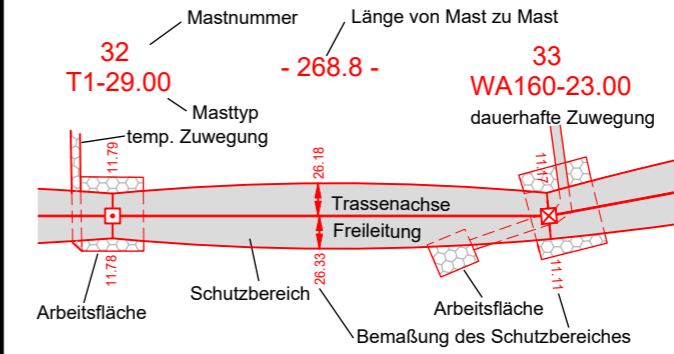 Mastnummer
Länge von Mast zu Mast
32
T1-29.00
- 268.8 -
33
WA160-23.00
Masttyp
dauerhafte Zuwegung
temp. Zuwegung
11.79
26.18
11.17
Trassenachse
Freileitung
11.78
26.33
11.11
Schutzbereich
Arbeitsfläche
Arbeitsfläche
Bemaßung des Schutzbereiches